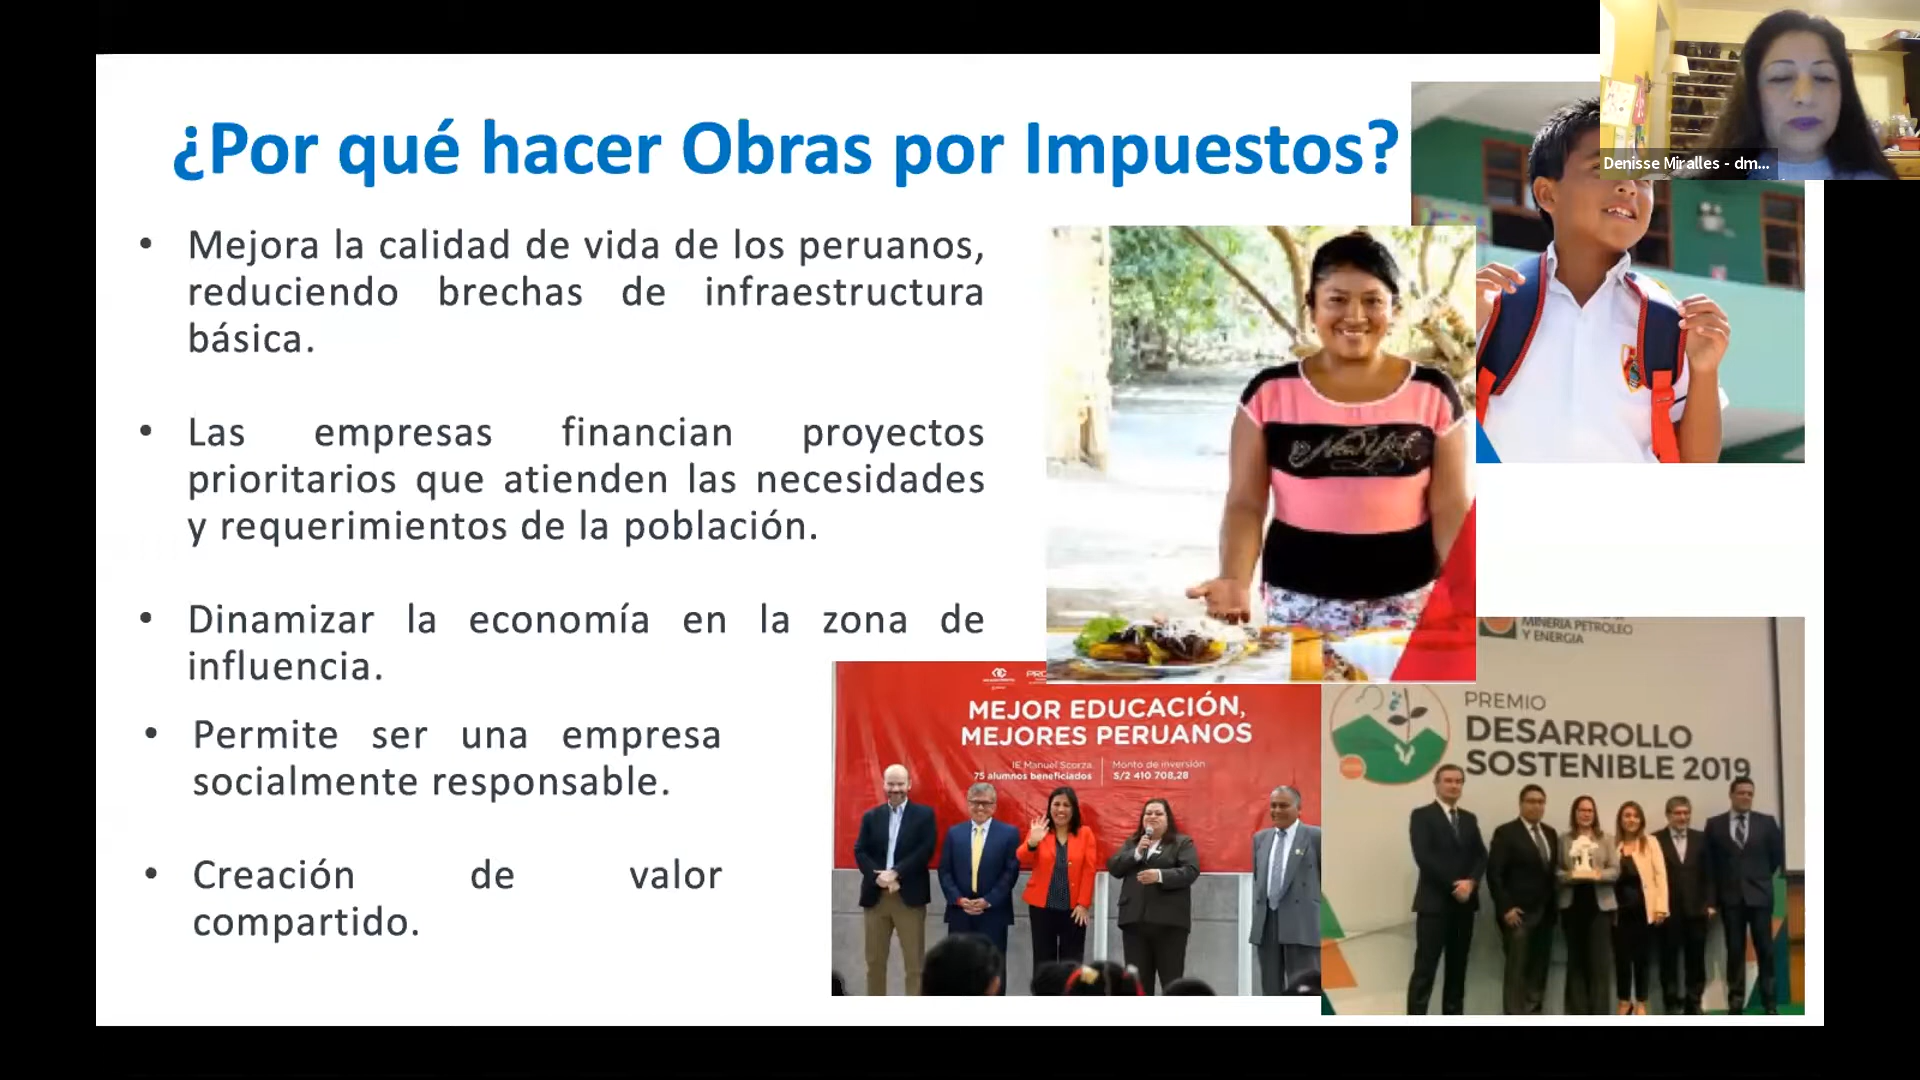 ¿Por qué hacer Obras por Impuestos?
Denisse Miralles - dm...
• Mejora la calidad de vida de los peruanos,
reduciendo brechas de infraestructura
básica.
• Las empresas financian proyectos
prioritarios que atienden las necesidades
y requerimientos de la población.
• Dinamizar la economía en la zona de
influencia.
• Permite ser una empresa
socialmente responsable.
• Creación de valor
compartido.
MEJOR EDUCACIÓN,
MEJORES PERUANOS
IE Manuel Scorza
75 alumnos beneficiados
Monto de inversión
S/2 410 708,28
MINERIA PETROLEO
Y ENERGIA
PREMIO
DESARROLLO
SOSTENIBLE 2019